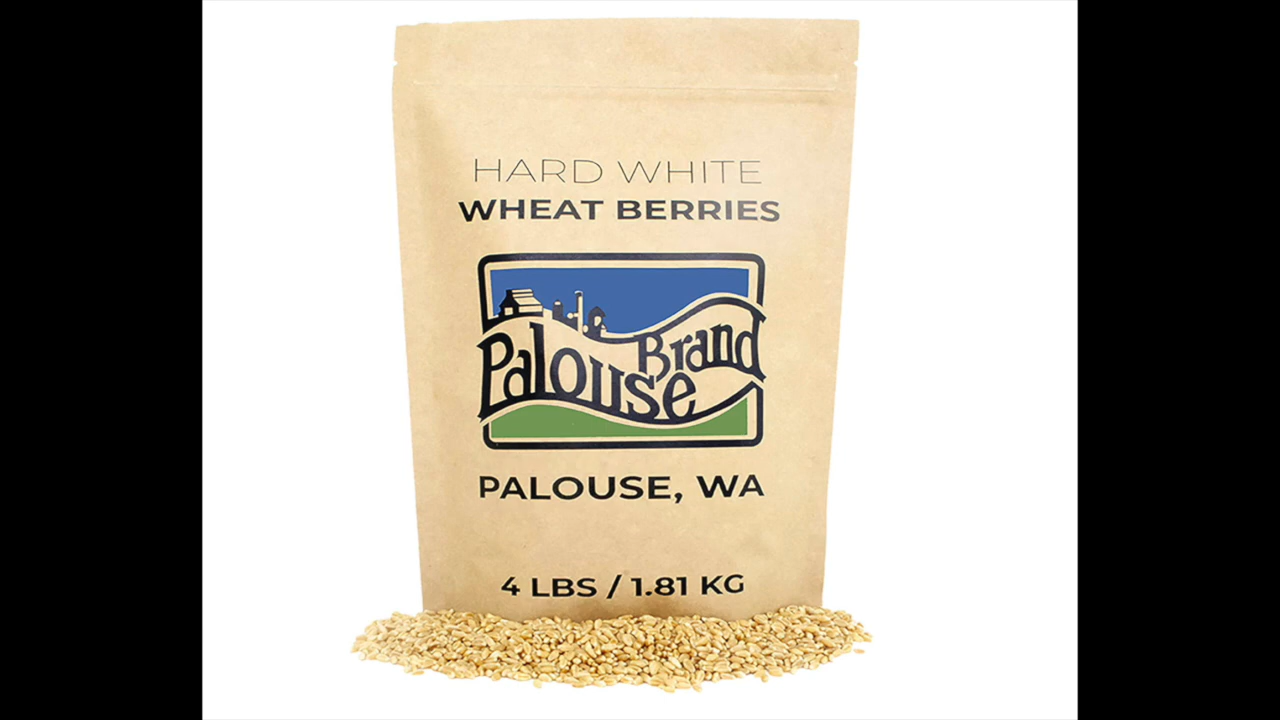 HARD WHITE
WHEAT BERRIES
Palouse Brand
PALOUSE, WA
4 LBS / 1.81 KG